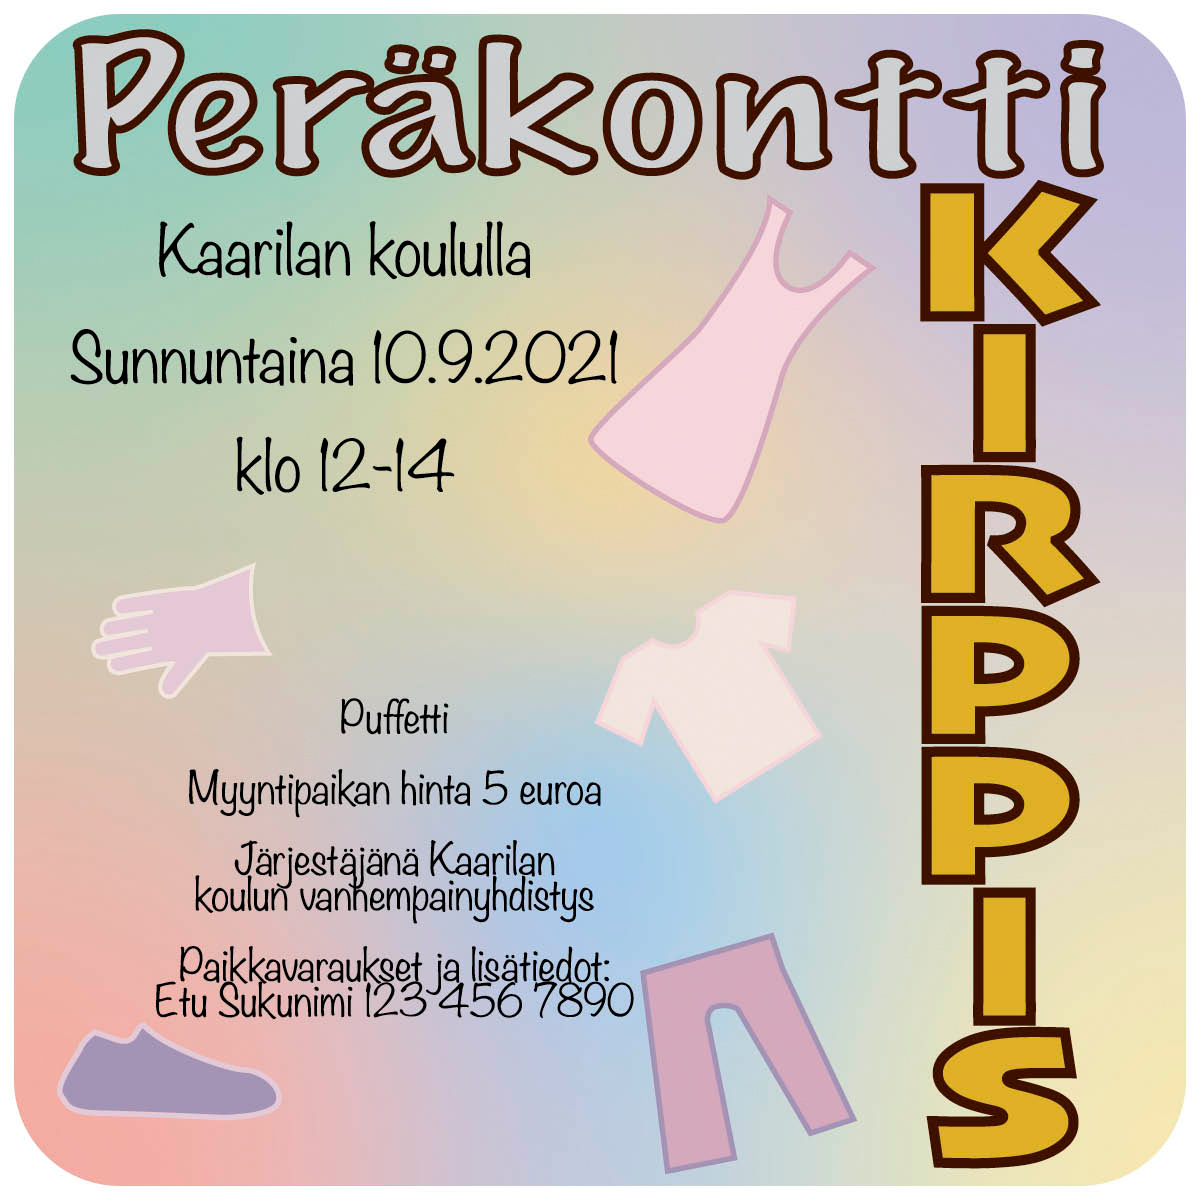 Peräkontti
KIRPPIS
Kaarilan koululla
Sunnuntaina 10.9.2021
klo 12-14
Puffetti
Myyntipaikan hinta 5 euroa
Järjestäjänä Kaarilan
koulun vanhempainyhdistys
Paikkavaraukset ja lisätiedot:
Etu Sukunimi 123 456 7890